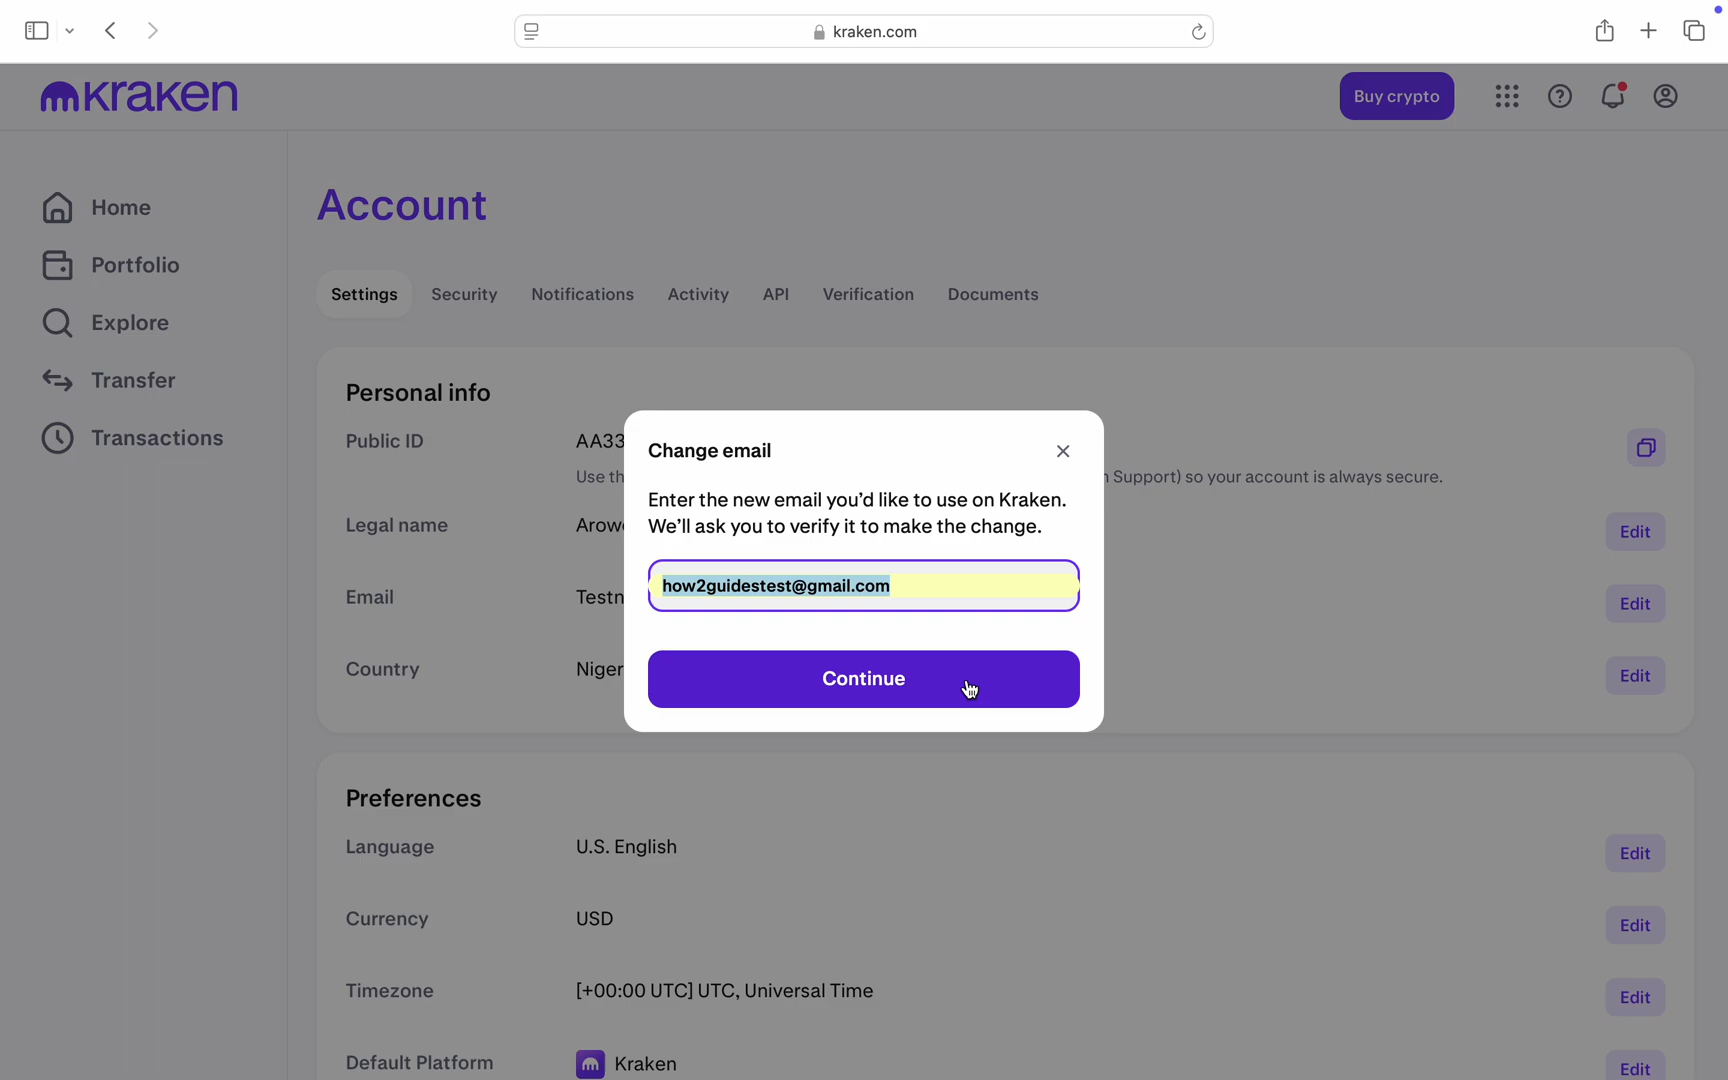 kraken.com
kraken
Buy crypto
Home
Portfolio
Explore
Transfer
Transactions
Account
Settings Security Notifications Activity API Verification Documents
Personal info
Public ID AA33
Use th
Support) so your account is always secure.
Legal name
Edit
Email Testn
Edit
Country Niger
Edit
Change email
Enter the new email you’d like to use on Kraken.
We’ll ask you to verify it to make the change.
how2guidestest@gmail.com
Continue
Preferences
Language U.S. English Edit
Currency USD Edit
Timezone [+00:00 UTC] UTC, Universal Time Edit
Default Platform Kraken Edit